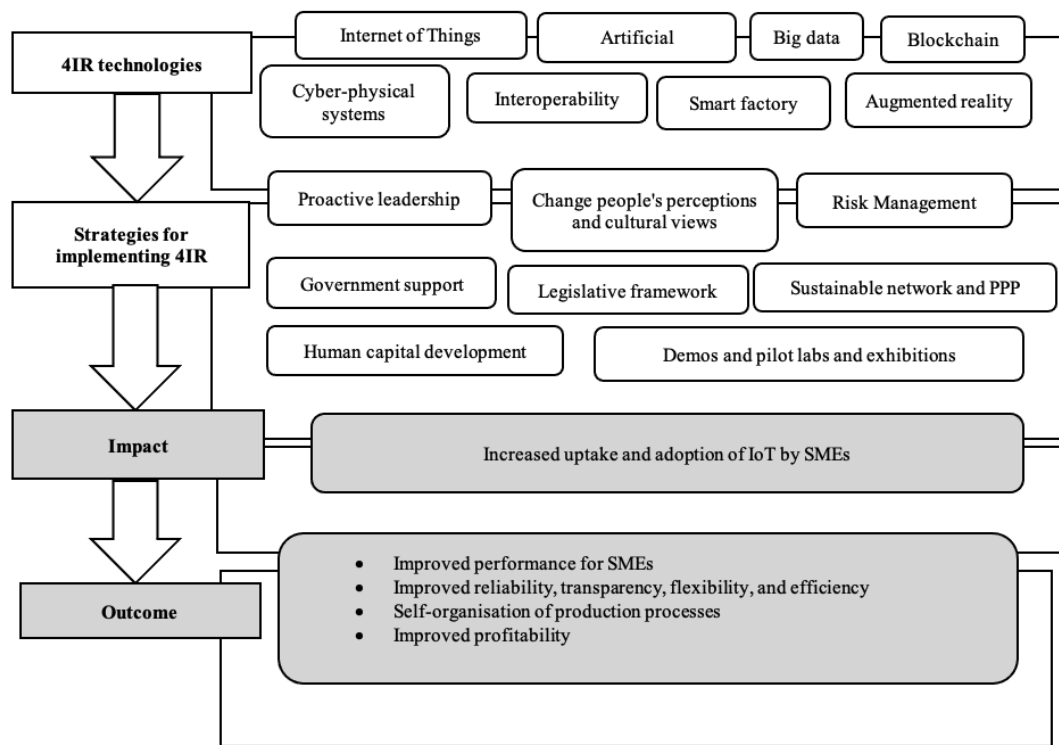 Internet of Things
Artificial
Big data
Blockchain
4IR technologies
Cyber-physical
systems
Interoperability
Smart factory
Augmented reality
Proactive leadership
Change people's perceptions
and cultural views
Risk Management
Strategies for
implementing 4IR
Government support
Legislative framework
Sustainable network and PPP
Human capital development
Demos and pilot labs and exhibitions
Impact
Increased uptake and adoption of IoT by SMEs
Outcome
• Improved performance for SMEs
• Improved reliability, transparency, flexibility, and efficiency
• Self-organisation of production processes
• Improved profitability